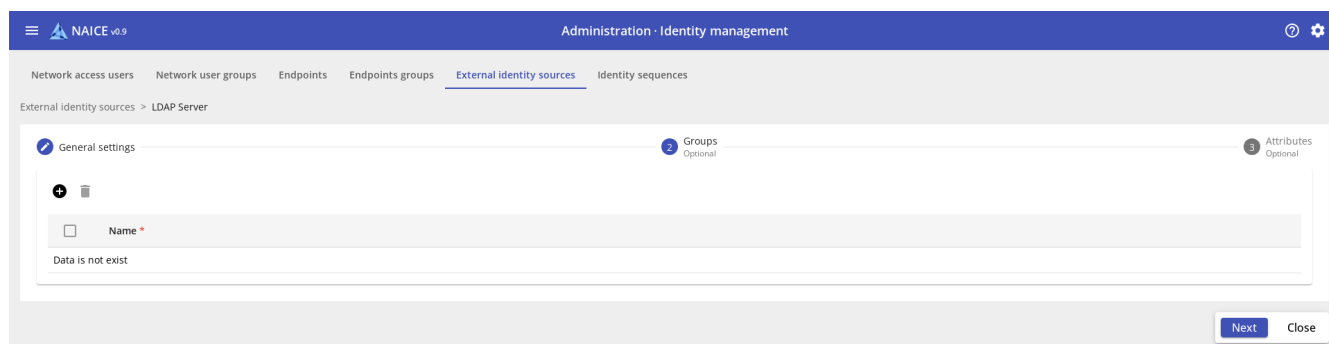 NAICE v0.9
Administration · Identity management
Network access users Network user groups Endpoints Endpoints groups External identity sources Identity sequences
External identity sources > LDAP Server
General settings
2 Groups
Optional
3 Attributes
Optional
Name *
Data is not exist
Next Close